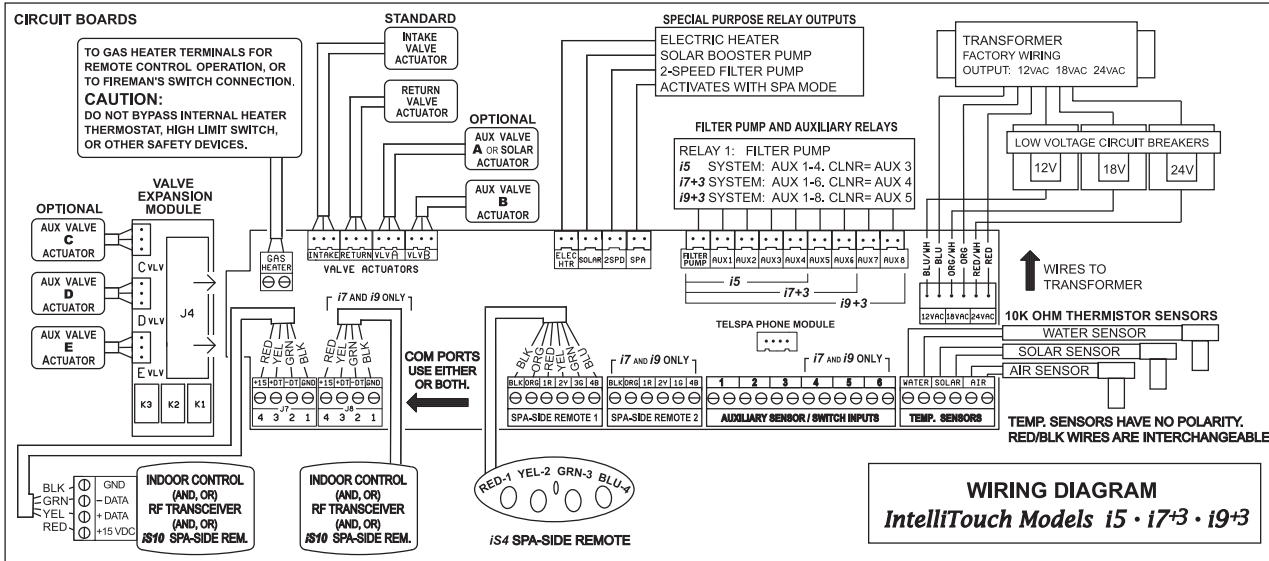 CIRCUIT BOARDS
TO GAS HEATER TERMINALS FOR
REMOTE CONTROL OPERATION, OR
TO FIREMAN'S SWITCH CONNECTION.
CAUTION:
DO NOT BYPASS INTERNAL HEATER
THERMOSTAT, HIGH LIMIT SWITCH,
OR OTHER SAFETY DEVICES.
STANDARD
INTAKE
VALVE
ACTUATOR
RETURN
VALVE
ACTUATOR
OPTIONAL
AUX VALVE
A OR SOLAR
ACTUATOR
AUX VALVE
B
ACTUATOR
SPECIAL PURPOSE RELAY OUTPUTS
ELECTRIC HEATER
SOLAR BOOSTER PUMP
2-SPEED FILTER PUMP
ACTIVATES WITH SPA MODE
FILTER PUMP AND AUXILIARY RELAYS
RELAY 1: FILTER PUMP
i5 SYSTEM: AUX 1-4. CLNR= AUX 3
i7+3 SYSTEM: AUX 1-6. CLNR= AUX 4
i9+3 SYSTEM: AUX 1-8. CLNR= AUX 5
TRANSFORMER
FACTORY WIRING
OUTPUT: 12VAC 18VAC 24VAC
LOW VOLTAGE CIRCUIT BREAKERS
12V 18V 24V
VALVE
EXPANSION
MODULE
OPTIONAL
AUX VALVE
C
ACTUATOR
AUX VALVE
D
ACTUATOR
AUX VALVE
E
ACTUATOR
C VLV
D VLV
E VLV
J4
K3 K2 K1
GAS
HEATER
INTAKE RETURN VLVA VLVB
VALVE ACTUATORS
ELEC
HTR SOLAR 2SPD SPA
FILTER
PUMP AUX1 AUX2 AUX3 AUX4 AUX5 AUX6 AUX7 AUX8
i5
i7+3
i9+3
BLU/WH BLU ORG/WH ORG RED/WH RED
12VAC 18VAC 24VAC
WIRES TO
TRANSFORMER
10K OHM THERMISTOR SENSORS
WATER SENSOR
SOLAR SENSOR
AIR SENSOR
TEMP. SENSORS HAVE NO POLARITY.
RED/BLK WIRES ARE INTERCHANGEABLE
TELSPA PHONE MODULE
i7 AND i9 ONLY
RED YEL GRN BLK
RED YEL GRN BLK
+15 +DT -DT GND
J7
4 3 2 1
+15 +DT -DT GND
J8
4 3 2 1
COM PORTS
USE EITHER
OR BOTH.
BLK ORG RED YEL GRN BLU
BLK ORG 1R 2Y 3G 4B
SPA-SIDE REMOTE 1
i7 AND i9 ONLY
BLK ORG 1R 2Y 1G 4B
SPA-SIDE REMOTE 2
i7 AND i9 ONLY
1 2 3 4 5 6
AUXILIARY SENSOR / SWITCH INPUTS
WATER SOLAR AIR
TEMP. SENSORS
BLK GND
GRN - DATA
YEL + DATA
RED +15 VDC
INDOOR CONTROL
(AND, OR)
RF TRANSCEIVER
(AND, OR)
iS10 SPA-SIDE REM.
INDOOR CONTROL
(AND, OR)
RF TRANSCEIVER
(AND, OR)
iS10 SPA-SIDE REM.
RED-1 YEL-2 GRN-3 BLU-4
iS4 SPA-SIDE REMOTE
WIRING DIAGRAM
IntelliTouch Models i5 · i7+3 · i9+3